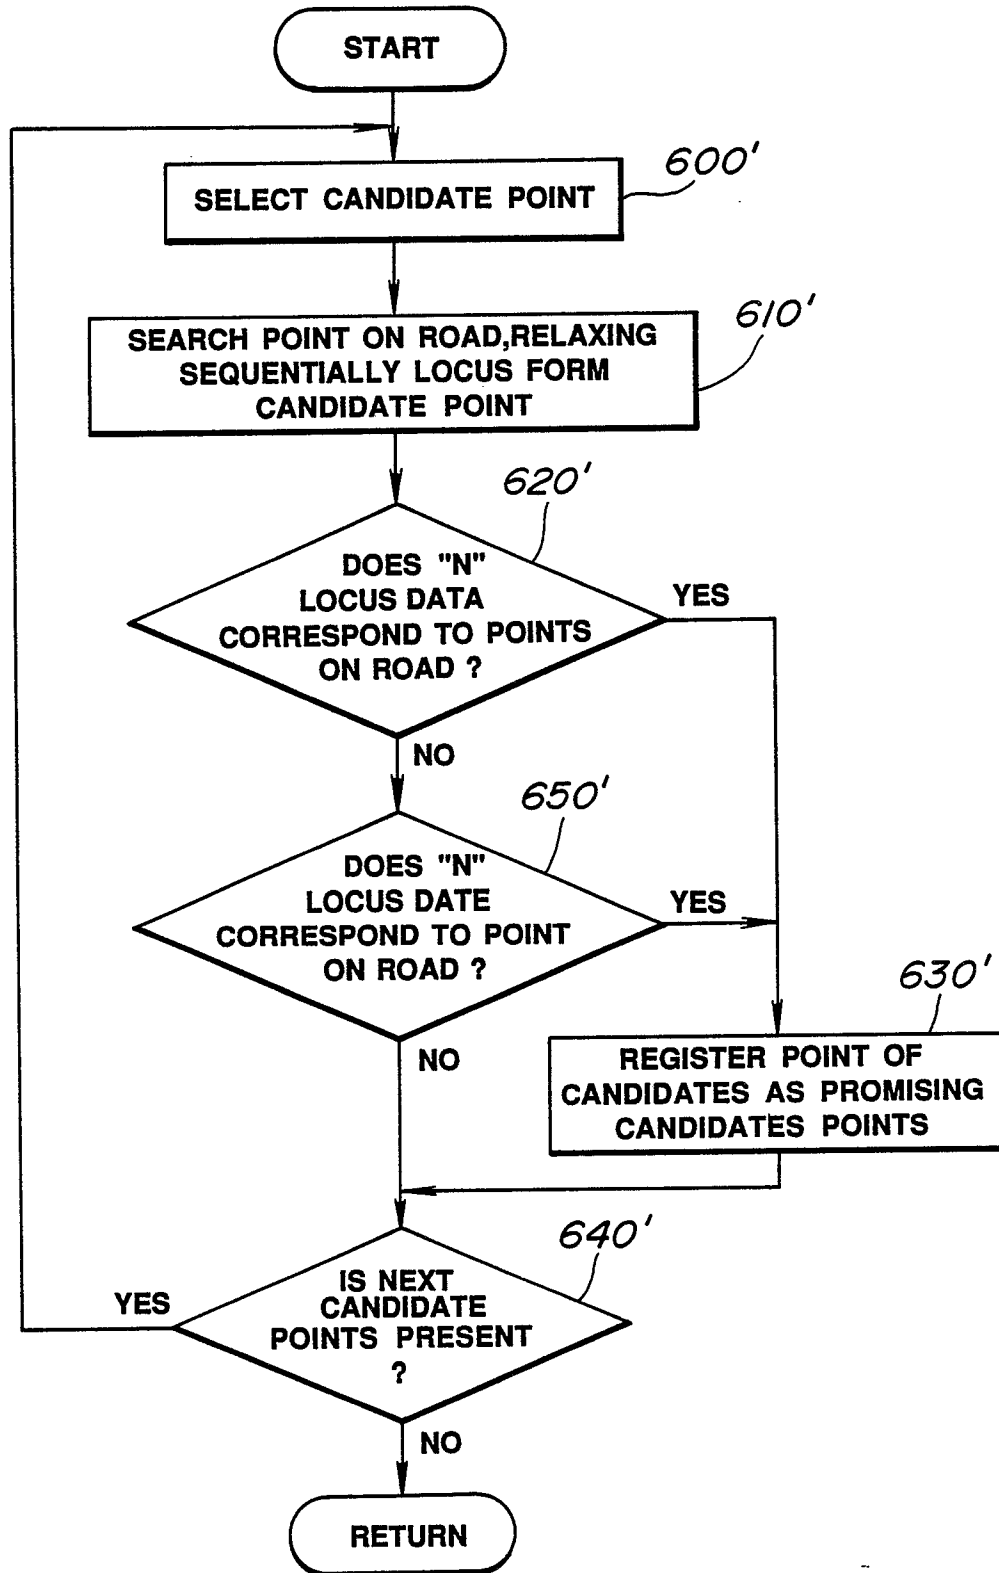 START
SELECT CANDIDATE POINT
600'
SEARCH POINT ON ROAD,RELAXING
SEQUENTIALLY LOCUS FORM
CANDIDATE POINT
610'
DOES "N"
LOCUS DATA
CORRESPOND TO POINTS
ON ROAD ?
620'
YES
NO
DOES "N"
LOCUS DATE
CORRESPOND TO POINT
ON ROAD ?
650'
YES
NO
REGISTER POINT OF
CANDIDATES AS PROMISING
CANDIDATES POINTS
630'
IS NEXT
CANDIDATE
POINTS PRESENT
?
640'
YES
NO
RETURN